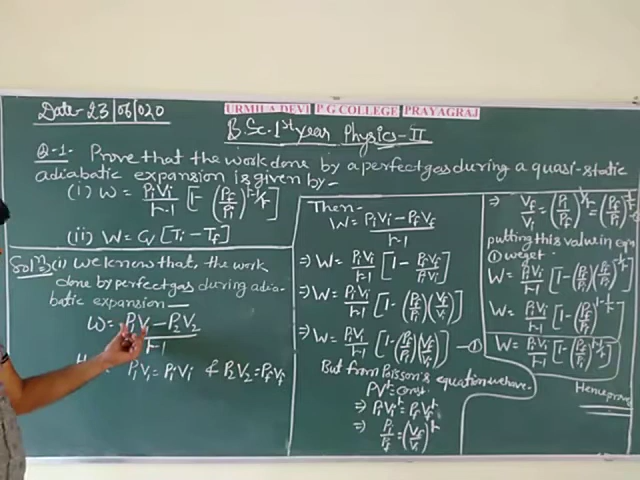 Date-23/06/020
URMILA DEVI P.G COLLEGE PRAYAGRAJ
B.Sc. 1st year Physics-II
Q-1. Prove that the work done by a perfect gas during a quasi-static
adiabatic expansion is given by-
(i) W = PiVi/(r-1) [1-(Pf/Pi)^(1-1/r)]
(ii) W = Cv [Ti-Tf]
Soln (i) We know that, the work
done by perfect gas during adia-
batic expansion
W = (P1V1-P2V2)/(r-1)
P1V1=PiVi & P2V2=PfVf
Then-
W = (PiVi-PfVf)/(r-1)
⇒ W = PiVi/(r-1) [1-PfVf/PiVi]
⇒ W = PiVi/(r-1) [1-(Pf/Pi)(Vf/Vi)]
⇒ W = PiVi/(r-1) [1-(Pf/Pi)(Vf/Vi)] —①
But from Poisson's equation we have-
PV^r=const.
⇒ PiVi^r=PfVf^r
⇒ Pi/Pf=(Vf/Vi)^r
⇒ Vf/Vi=(Pi/Pf)^(1/r)=(Pf/Pi)^(-1/r)
putting this value in eqn
① we get
W = PiVi/(r-1) [1-(Pf/Pi)(Pf/Pi)^(-1/r)]
W = PiVi/(r-1) [1-(Pf/Pi)^(1-1/r)]
W = PiVi/(r-1) [1-(Pf/Pi)^(1-1/r)]
Hence prove